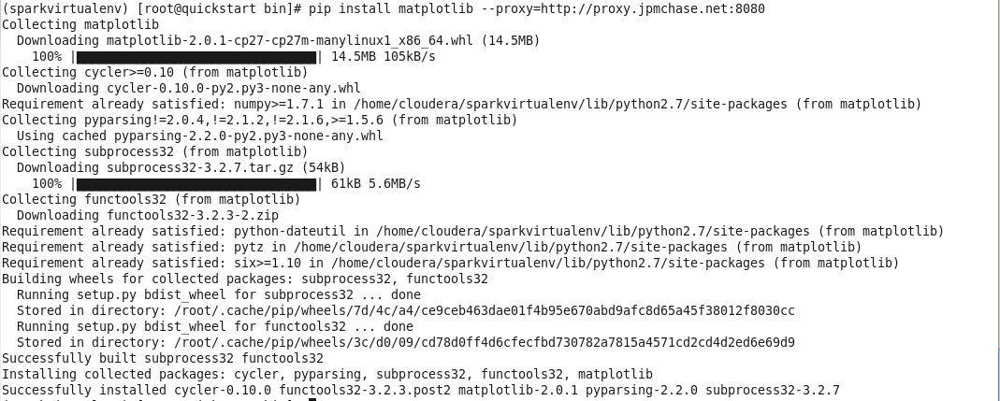 (sparkvirtualenv) [root@quickstart bin]# pip install matplotlib --proxy=http://proxy.jpmchase.net:8080
Collecting matplotlib
  Downloading matplotlib-2.0.1-cp27-cp27m-manylinux1_x86_64.whl (14.5MB)
    100% |████████████████████████████████| 14.5MB 105kB/s
Collecting cycler>=0.10 (from matplotlib)
  Downloading cycler-0.10.0-py2.py3-none-any.whl
Requirement already satisfied: numpy>=1.7.1 in /home/cloudera/sparkvirtualenv/lib/python2.7/site-packages (from matplotlib)
Collecting pyparsing!=2.0.4,!=2.1.2,!=2.1.6,>=1.5.6 (from matplotlib)
  Using cached pyparsing-2.2.0-py2.py3-none-any.whl
Collecting subprocess32 (from matplotlib)
  Downloading subprocess32-3.2.7.tar.gz (54kB)
    100% |████████████████████████████████| 61kB 5.6MB/s
Collecting functools32 (from matplotlib)
  Downloading functools32-3.2.3-2.zip
Requirement already satisfied: python-dateutil in /home/cloudera/sparkvirtualenv/lib/python2.7/site-packages (from matplotlib)
Requirement already satisfied: pytz in /home/cloudera/sparkvirtualenv/lib/python2.7/site-packages (from matplotlib)
Requirement already satisfied: six>=1.10 in /home/cloudera/sparkvirtualenv/lib/python2.7/site-packages (from matplotlib)
Building wheels for collected packages: subprocess32, functools32
  Running setup.py bdist_wheel for subprocess32 ... done
  Stored in directory: /root/.cache/pip/wheels/7d/4c/a4/ce9ceb463dae01f4b95e670abd9afc8d65a45f38012f8030cc
  Running setup.py bdist_wheel for functools32 ... done
  Stored in directory: /root/.cache/pip/wheels/3c/d0/09/cd78d0ff4d6cfecfbd730782a7815a4571cd2cd4d2ed6e69d9
Successfully built subprocess32 functools32
Installing collected packages: cycler, pyparsing, subprocess32, functools32, matplotlib
Successfully installed cycler-0.10.0 functools32-3.2.3.post2 matplotlib-2.0.1 pyparsing-2.2.0 subprocess32-3.2.7